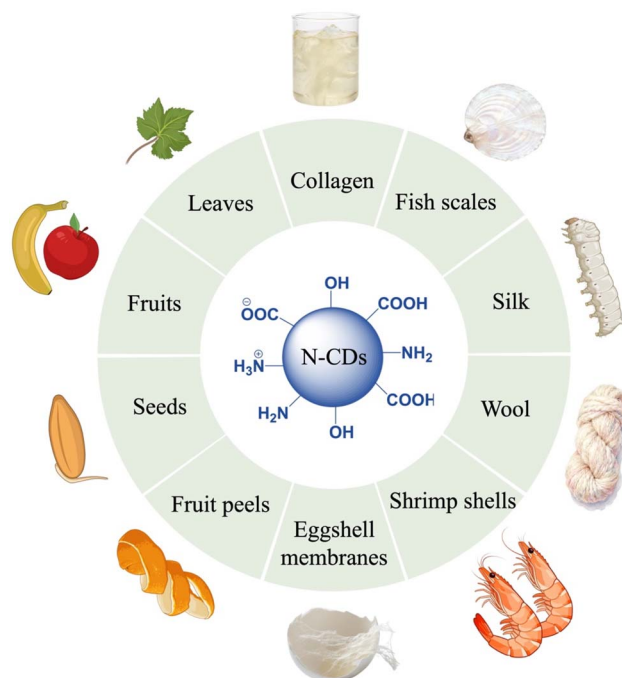 Collagen
Leaves
Fish scales
Fruits
Silk
Seeds
Wool
Fruit peels
Shrimp shells
Eggshell
membranes
OH
⊖OOC
COOH
H₃N⊕
N-CDs
NH₂
H₂N
COOH
OH